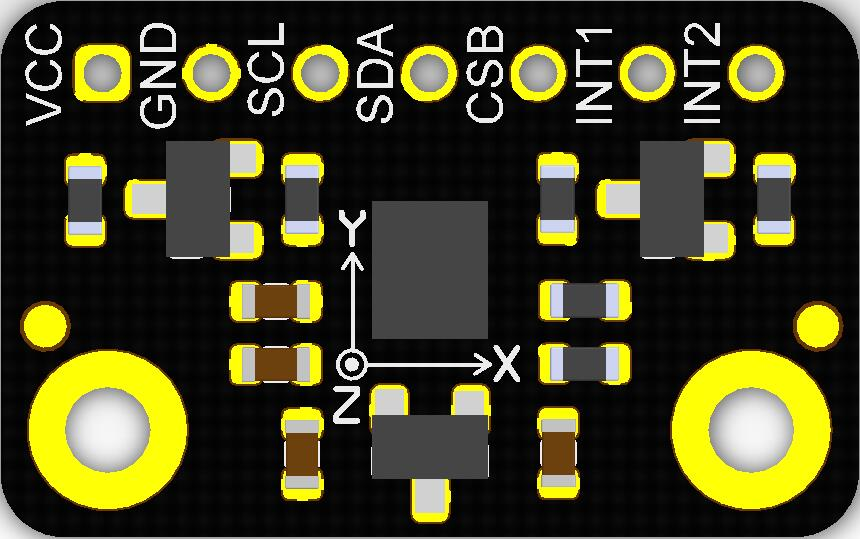 VCC
GND
SCL
SDA
CSB
INT1
INT2
Y
X
Z